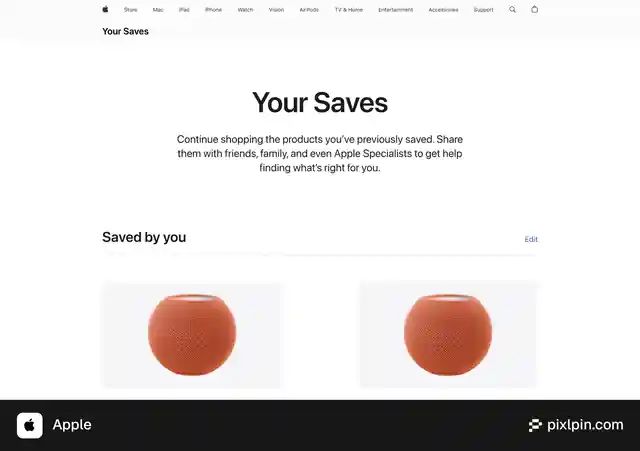 Store Mac iPad iPhone Watch Vision AirPods TV & Home Entertainment Accessories Support
Your Saves
Your Saves
Continue shopping the products you’ve previously saved. Share
them with friends, family, and even Apple Specialists to get help
finding what’s right for you.
Saved by you
Edit
Apple
pixlpin.com